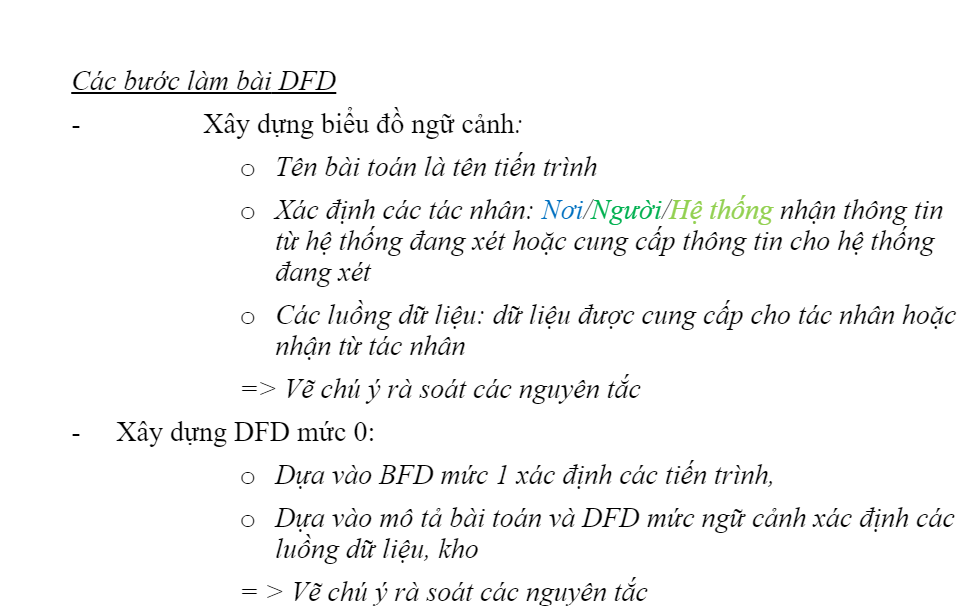 Các bước làm bài DFD
- Xây dựng biểu đồ ngữ cảnh:
o Tên bài toán là tên tiến trình
o Xác định các tác nhân: Nơi/Người/Hệ thống nhận thông tin
từ hệ thống đang xét hoặc cung cấp thông tin cho hệ thống
đang xét
o Các luồng dữ liệu: dữ liệu được cung cấp cho tác nhân hoặc
nhận từ tác nhân
=> Vẽ chú ý rà soát các nguyên tắc
- Xây dựng DFD mức 0:
o Dựa vào BFD mức 1 xác định các tiến trình,
o Dựa vào mô tả bài toán và DFD mức ngữ cảnh xác định các
luồng dữ liệu, kho
= > Vẽ chú ý rà soát các nguyên tắc